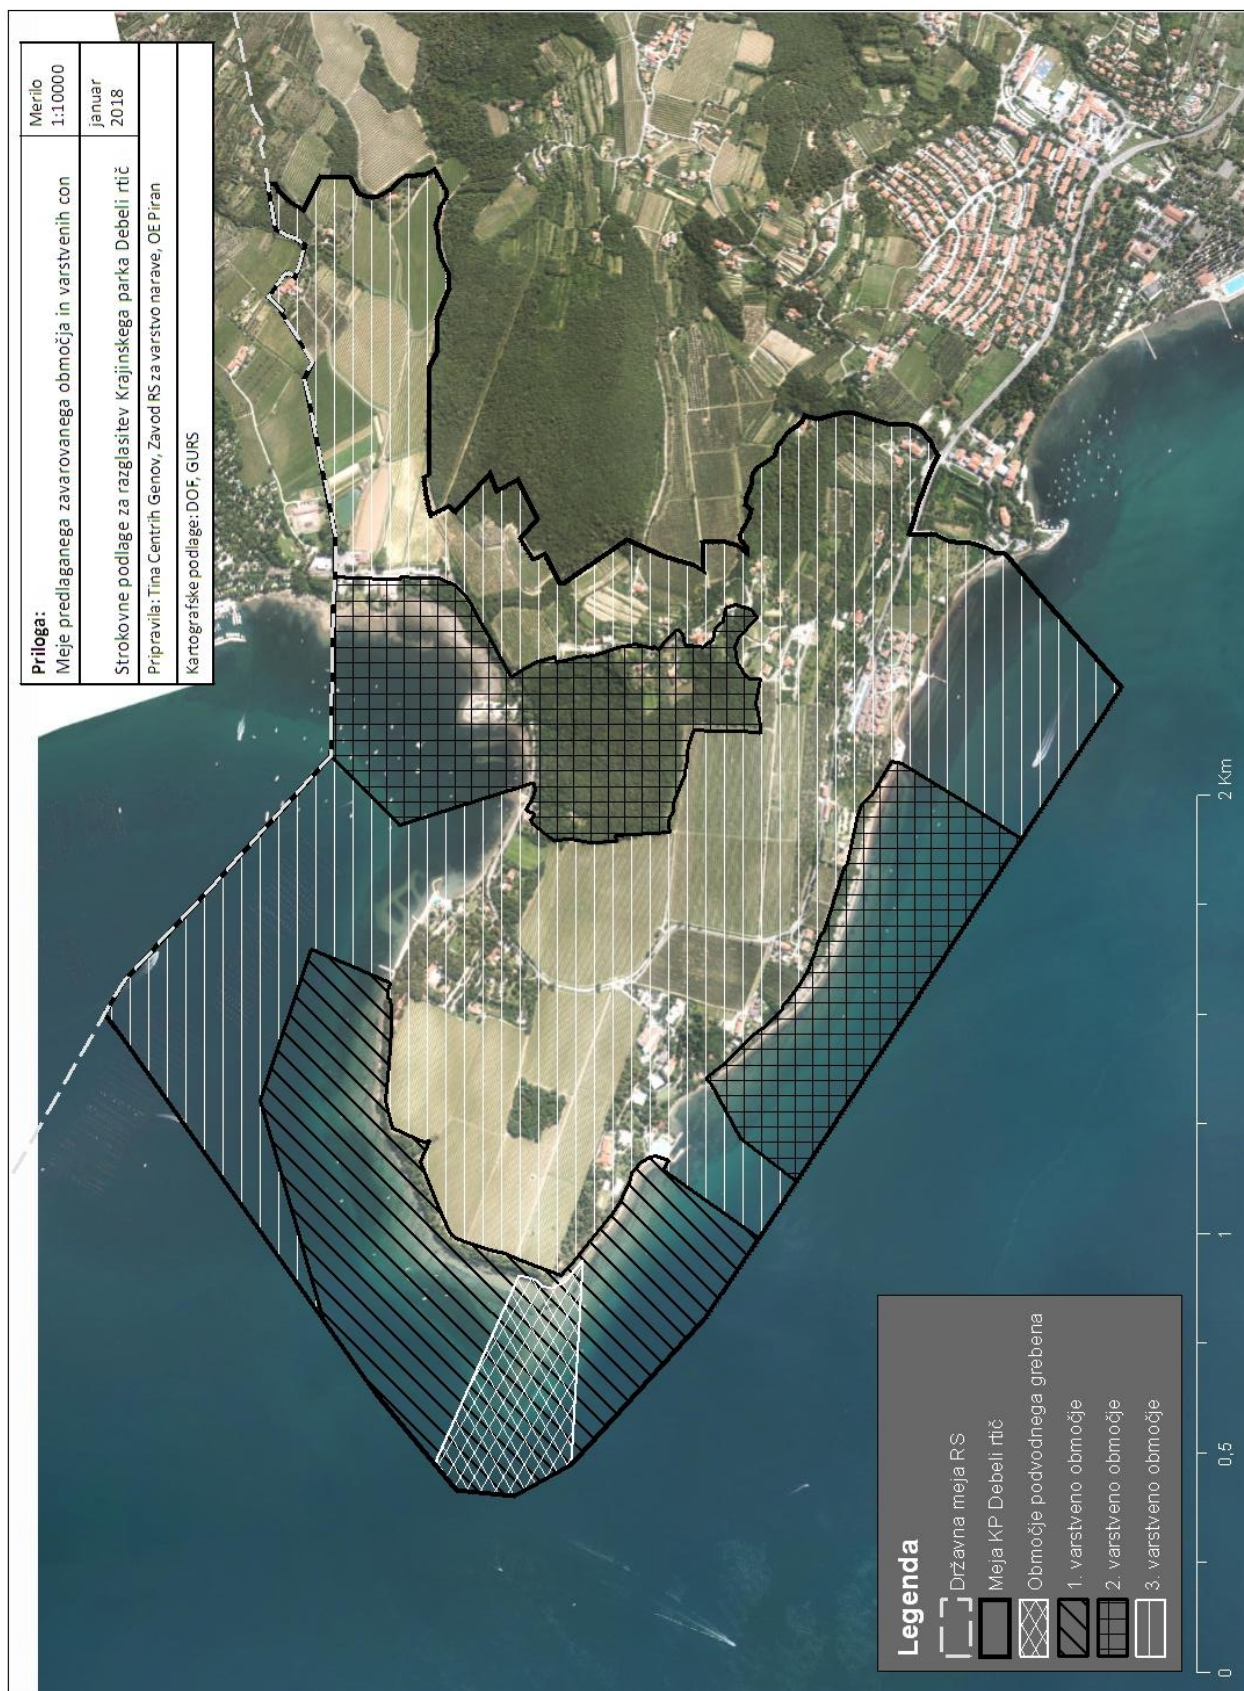 Priloga:
Meje predlaganega zavarovanega območja in varstvenih con
Merilo
1:10000
Strokovne podlage za razglasitev Krajinskega parka Debeli rtič
januar
2018
Pripravila: Tina Centrih Genov, Zavod RS za varstvo narave, OE Piran
Kartografske podlage: DOF, GURS
Legenda
Državna meja RS
Meja KP Debeli rtič
Območje podvodnega grebena
1. varstveno območje
2. varstveno območje
3. varstveno območje
0 0,5 1 2 Km